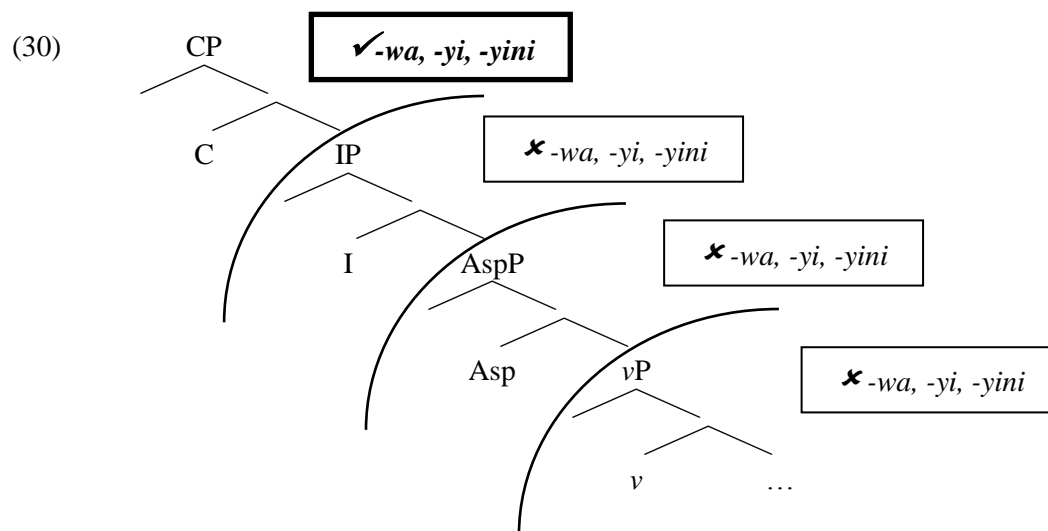 (30) CP ✓-wa, -yi, -yini
C IP ✗ -wa, -yi, -yini
I AspP ✗ -wa, -yi, -yini
Asp vP ✗ -wa, -yi, -yini
v …